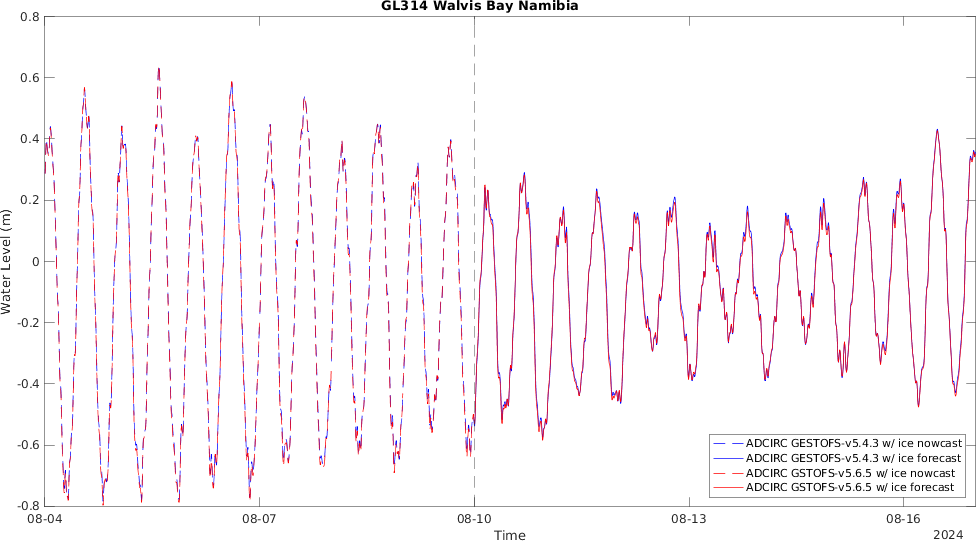 GL314 Walvis Bay Namibia
0.8
0.6
0.4
0.2
0
-0.2
-0.4
-0.6
-0.8
Water Level (m)
ADCIRC GESTOFS-v5.4.3 w/ ice nowcast
ADCIRC GESTOFS-v5.4.3 w/ ice forecast
ADCIRC GSTOFS-v5.6.5 w/ ice nowcast
ADCIRC GSTOFS-v5.6.5 w/ ice forecast
08-04 08-07 08-10 08-13 08-16
Time
2024